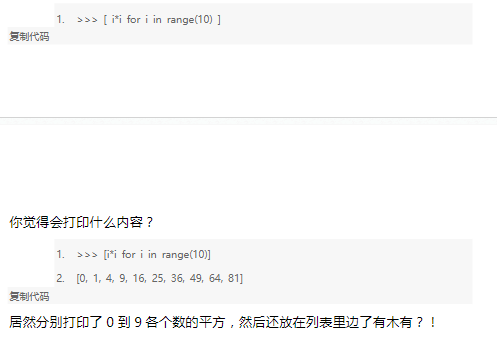 1. >>> [ i*i for i in range(10) ]
复制代码
你觉得会打印什么内容？
1. >>> [i*i for i in range(10)]
2. [0, 1, 4, 9, 16, 25, 36, 49, 64, 81]
复制代码
居然分别打印了 0 到 9 各个数的平方，然后还放在列表里边了有木有？！